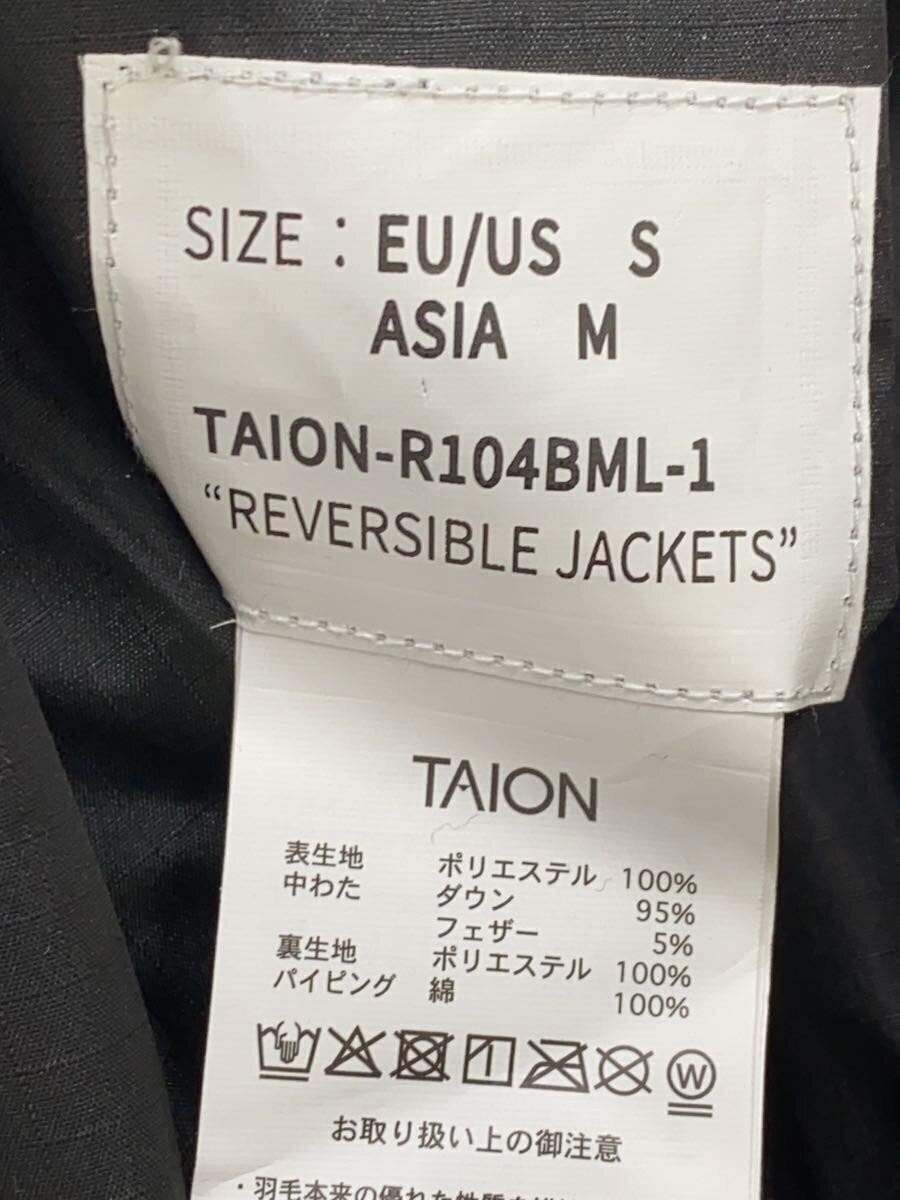 SIZE : EU/US S
ASIA M
TAION-R104BML-1
“REVERSIBLE JACKETS”
TAION
表生地 ポリエステル 100%
中わた ダウン 95%
フェザー 5%
裏生地 ポリエステル 100%
パイピング 綿 100%
W
お取り扱い上の御注意
・羽毛本来の優れた性質を